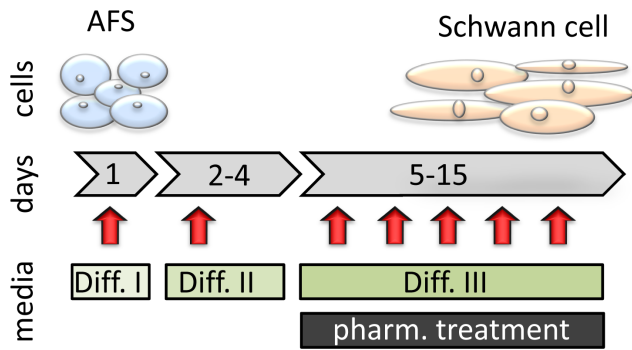 AFS
Schwann cell
cells
days
1
2-4
5-15
media
Diff. I
Diff. II
Diff. III
pharm. treatment